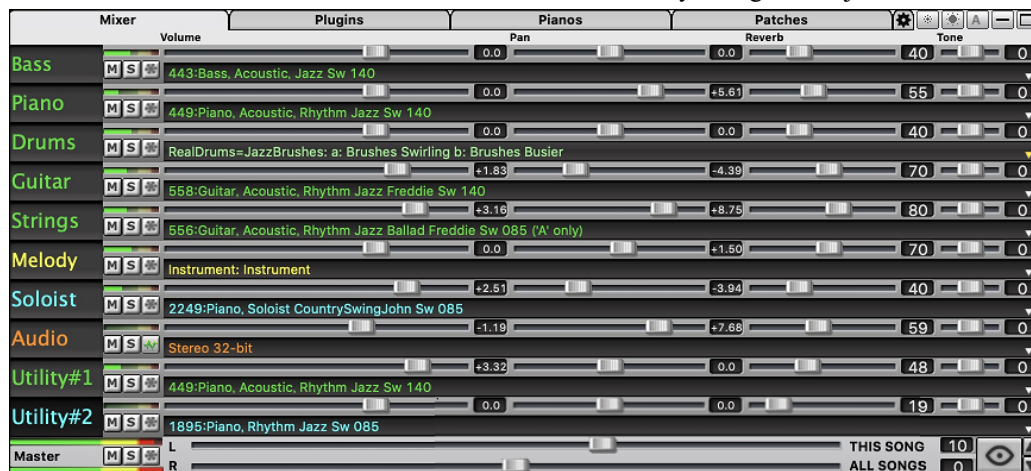 Mixer Plugins Pianos Patches A
Volume Pan Reverb Tone
Bass 0.0 0.0 40 0
M S 443:Bass, Acoustic, Jazz Sw 140
Piano 0.0 +5.61 55 0
M S 449:Piano, Acoustic, Rhythm Jazz Sw 140
Drums 0.0 0.0 40 0
M S RealDrums=JazzBrushes: a: Brushes Swirling b: Brushes Busier
Guitar +1.83 -4.39 70 0
M S 558:Guitar, Acoustic, Rhythm Jazz Freddie Sw 140
Strings +3.16 +8.75 80 0
M S 556:Guitar, Acoustic, Rhythm Jazz Ballad Freddie Sw 085 ('A' only)
Melody 0.0 +1.50 70 0
M S Instrument: Instrument
Soloist +2.51 -3.94 40 0
M S 2249:Piano, Soloist CountrySwingJohn Sw 085
Audio -1.19 +7.68 59 0
M S Stereo 32-bit
Utility#1 +3.32 0.0 48 0
M S 449:Piano, Acoustic, Rhythm Jazz Sw 140
Utility#2 0.0 0.0 19 0
M S 1895:Piano, Rhythm Jazz Sw 085
Master M S L THIS SONG 10
R ALL SONGS 0